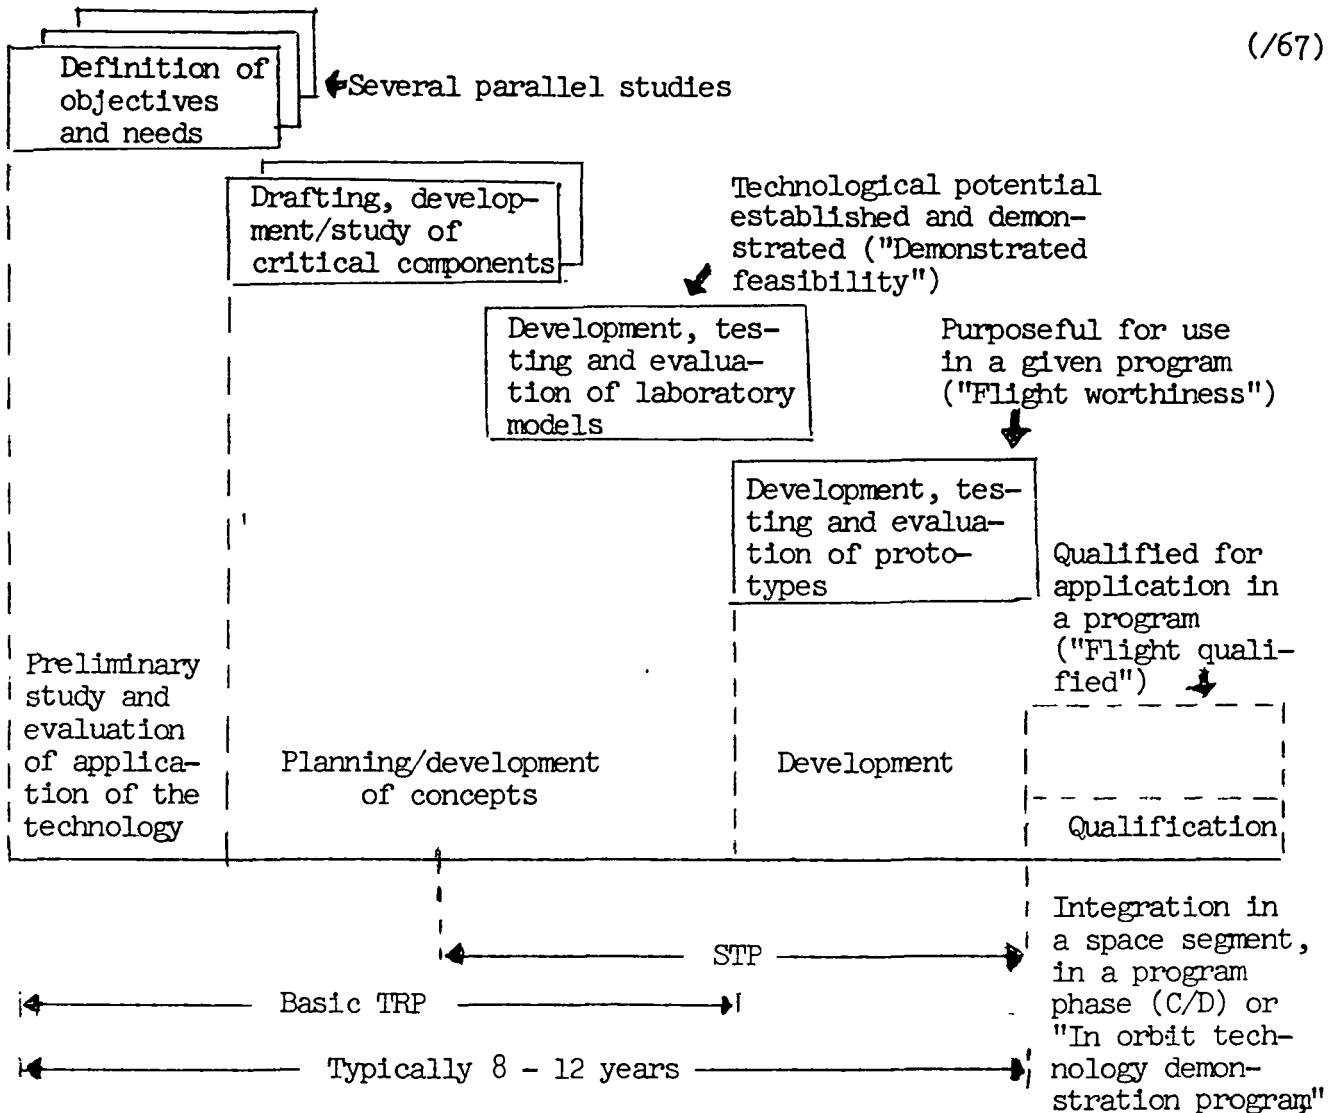 (/67)
Definition of
objectives
and needs
Several parallel studies
Drafting, develop-
ment/study of
critical components
Technological potential
established and demon-
strated ("Demonstrated
feasibility")
Development, tes-
ting and evalua-
tion of laboratory
models
Purposeful for use
in a given program
("Flight worthiness")
Development, tes-
ting and evalua-
tion of proto-
types
Qualified for
application in
a program
("Flight quali-
fied")
Preliminary
study and
evaluation
of applica-
tion of the
technology
Planning/development
of concepts
Development
Qualification
STP
Basic TRP
Typically 8 - 12 years
Integration in
a space segment,
in a program
phase (C/D) or
"In orbit tech-
nology demon-
stration program"